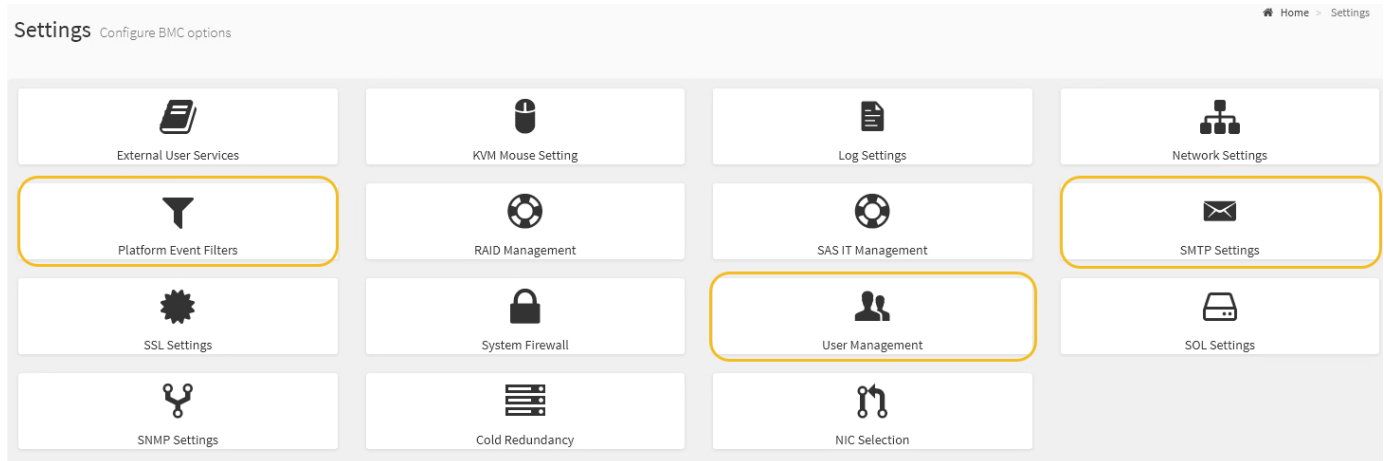 Home > Settings
Settings Configure BMC options
External User Services
KVM Mouse Setting
Log Settings
Network Settings
Platform Event Filters
RAID Management
SAS IT Management
SMTP Settings
SSL Settings
System Firewall
User Management
SOL Settings
SNMP Settings
Cold Redundancy
NIC Selection